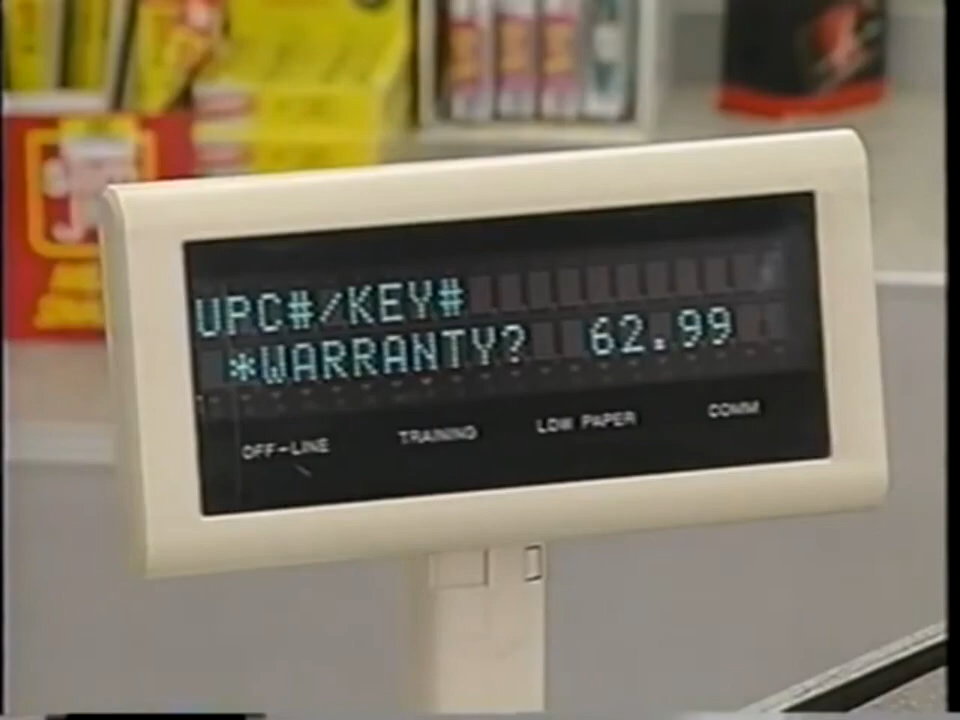 UPC#/KEY#
*WARRANTY? 62.99
OFF-LINE TRAINING LOW PAPER COMM